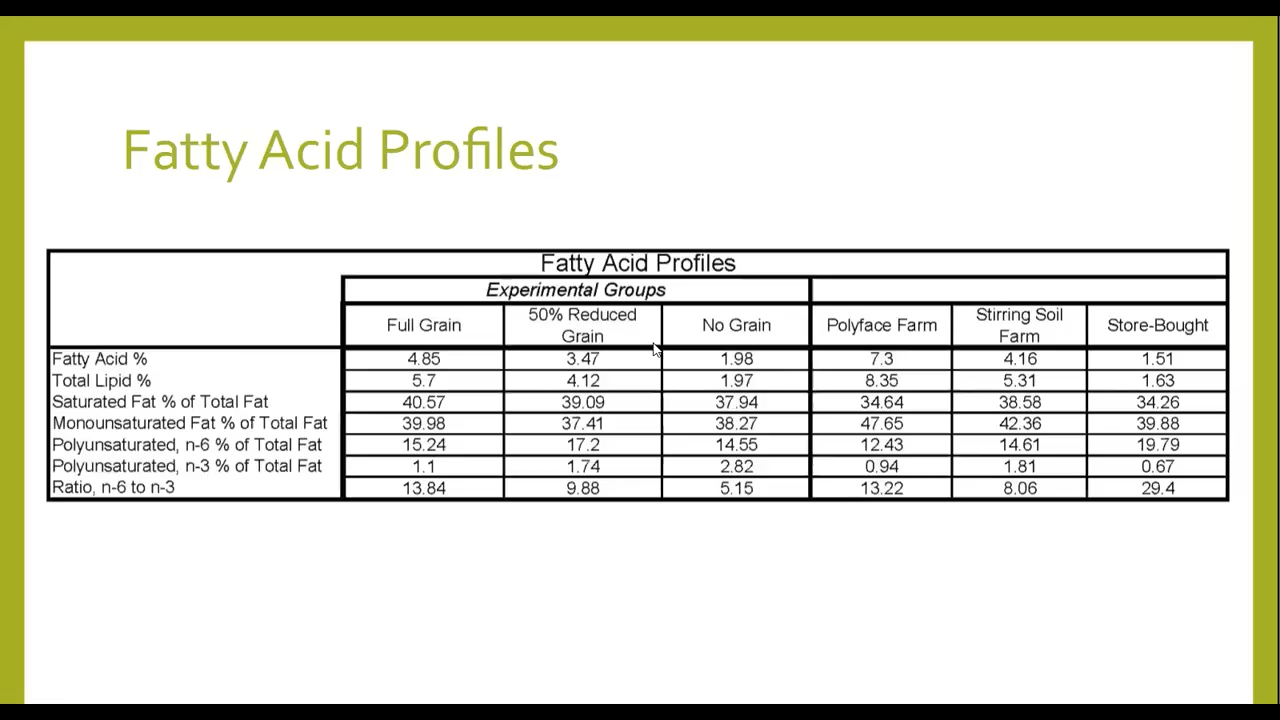 Fatty Acid Profiles
Fatty Acid Profiles
Experimental Groups
Full Grain 50% Reduced Grain No Grain Polyface Farm Stirring Soil Farm Store-Bought
Fatty Acid % 4.85 3.47 1.98 7.3 4.16 1.51
Total Lipid % 5.7 4.12 1.97 8.35 5.31 1.63
Saturated Fat % of Total Fat 40.57 39.09 37.94 34.64 38.58 34.26
Monounsaturated Fat % of Total Fat 39.98 37.41 38.27 47.65 42.36 39.88
Polyunsaturated, n-6 % of Total Fat 15.24 17.2 14.55 12.43 14.61 19.79
Polyunsaturated, n-3 % of Total Fat 1.1 1.74 2.82 0.94 1.81 0.67
Ratio, n-6 to n-3 13.84 9.88 5.15 13.22 8.06 29.4